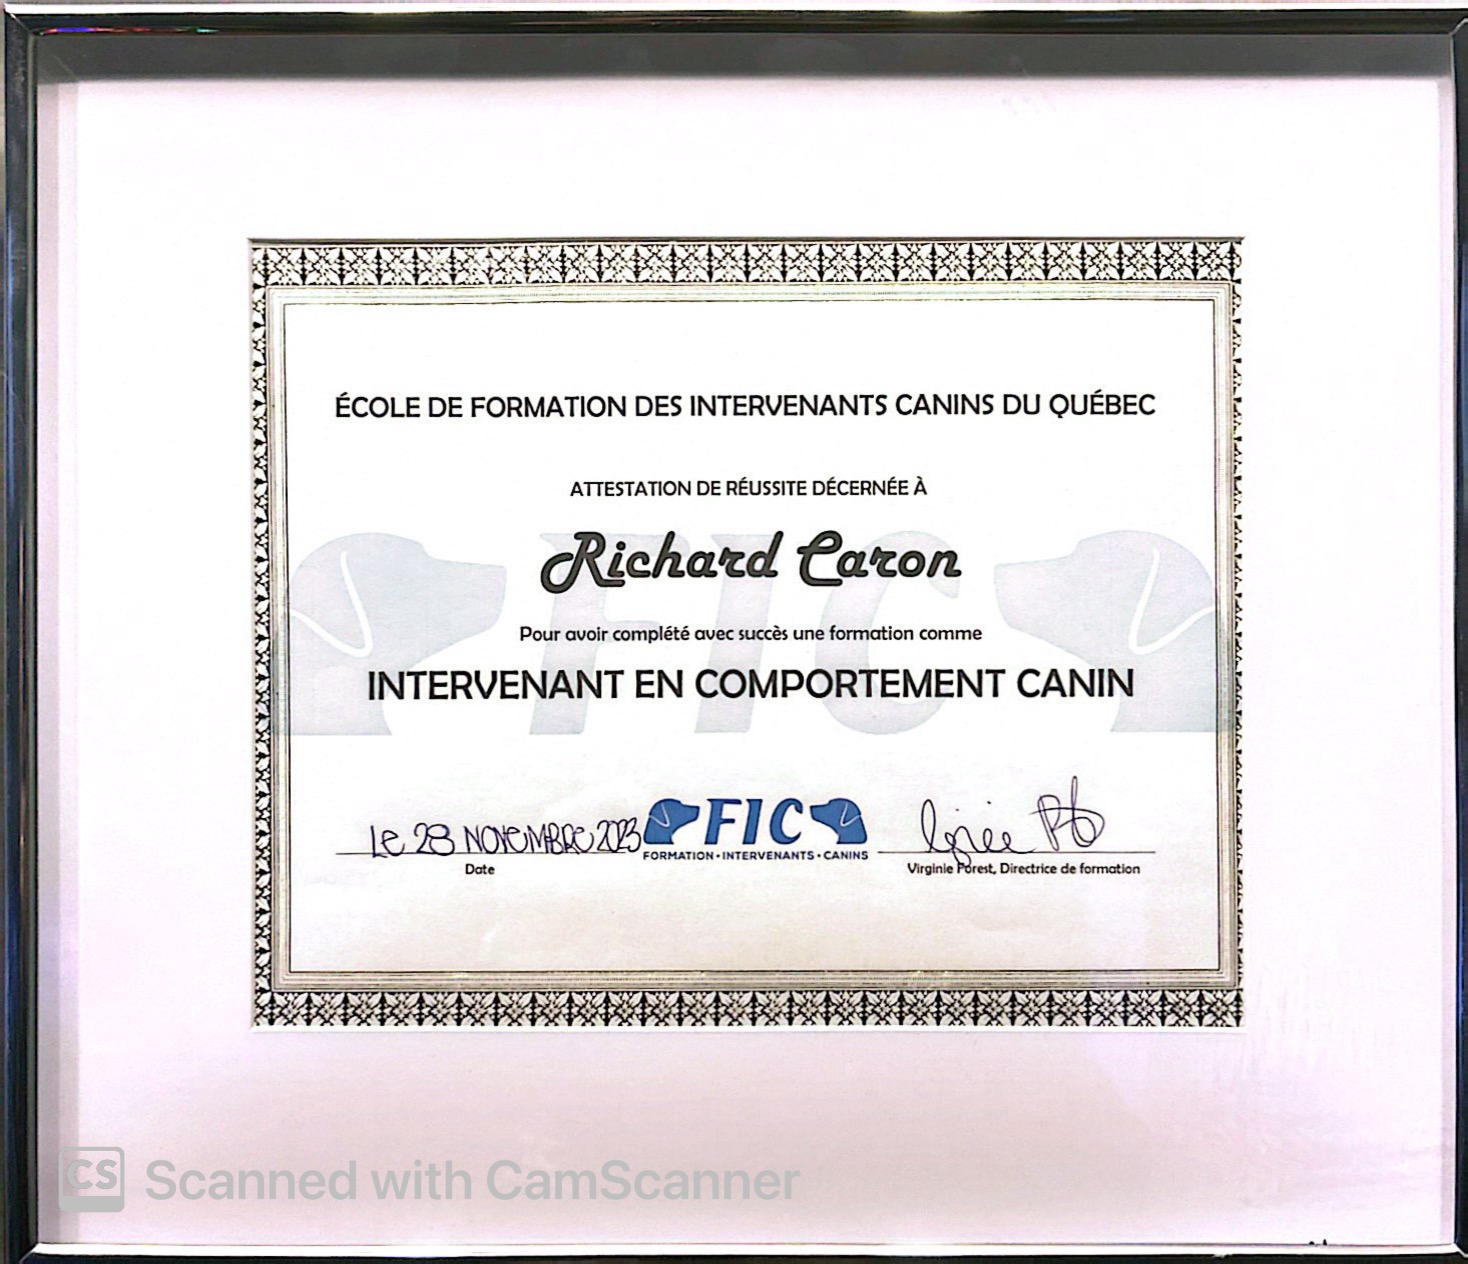 ÉCOLE DE FORMATION DES INTERVENANTS CANINS DU QUÉBEC
ATTESTATION DE RÉUSSITE DÉCERNÉE À
Richard Caron
Pour avoir complété avec succès une formation comme
INTERVENANT EN COMPORTEMENT CANIN
FIC
Le 28 NOVEMBRE 2023
Date
FIC
FORMATION • INTERVENANTS • CANINS
Virginie Forest, Directrice de formation
CS Scanned with CamScanner